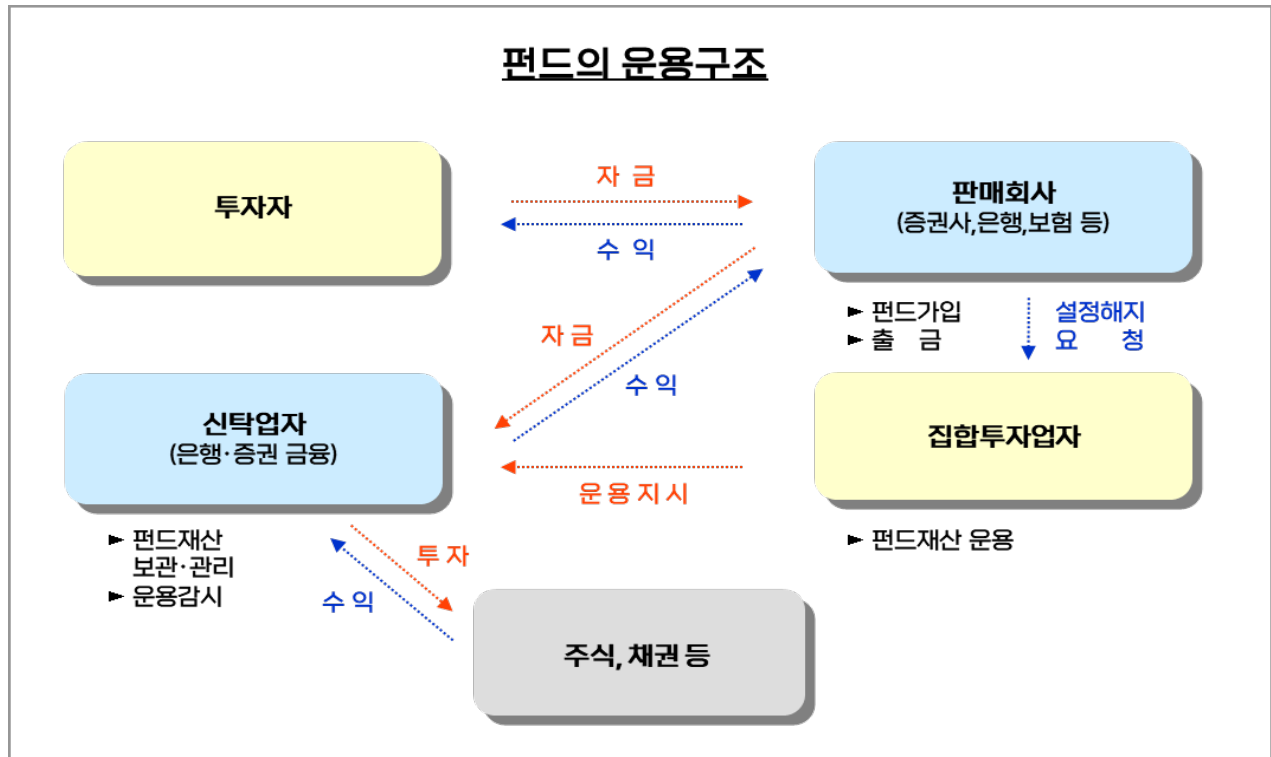 펀드의 운용구조
투자자
자 금
수 익
판매회사
(증권사,은행,보험 등)
► 펀드가입
► 출 금
설정해지
요 청
자 금
수 익
신탁업자
(은행·증권 금융)
집합투자업자
운 용 지 시
► 펀드재산
보관·관리
► 운용감시
► 펀드재산 운용
투 자
수 익
주식, 채권 등